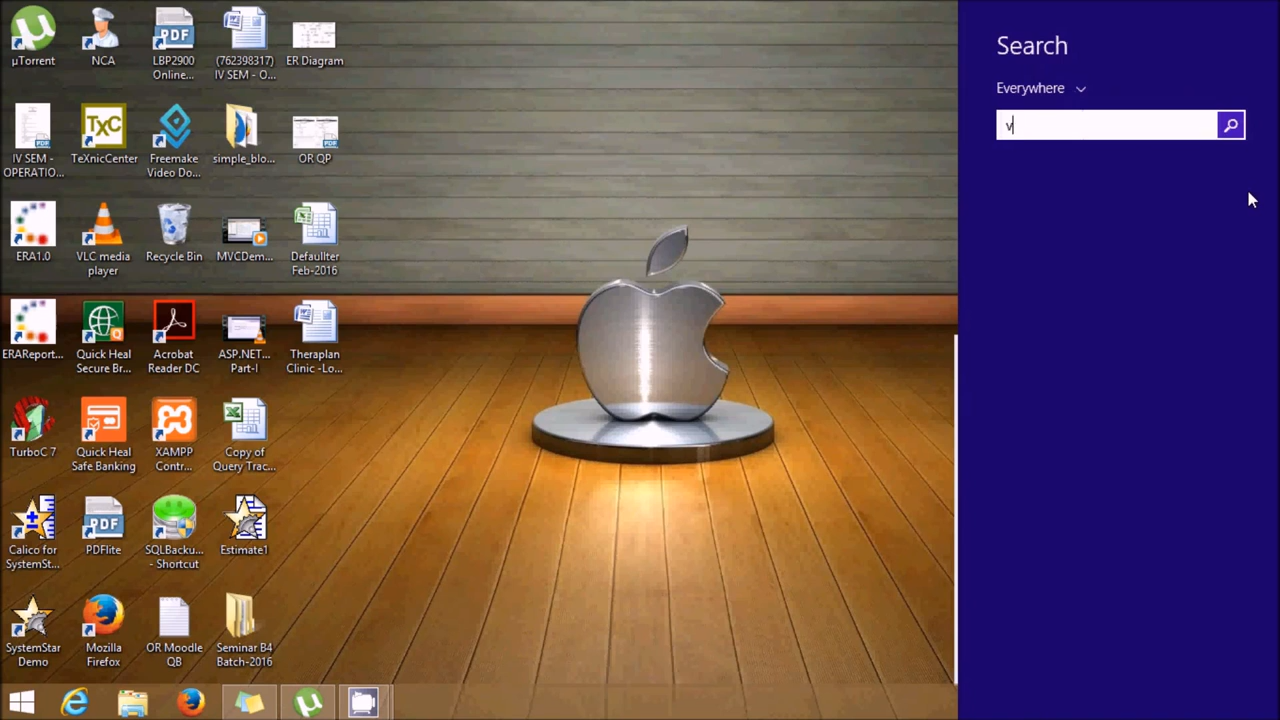 µTorrent
NCA
LBP2900
Online...
(762398317)
IV SEM - O...
ER Diagram
IV SEM -
OPERATIO...
TeXnicCenter
Freemake
Video Do...
simple_blo...
OR QP
ERA1.0
VLC media
player
Recycle Bin
MVCDem...
Defaullter
Feb-2016
ERAReport...
Quick Heal
Secure Br...
Acrobat
Reader DC
ASP.NET...
Part-I
Theraplan
Clinic -Lo...
TurboC 7
Quick Heal
Safe Banking
XAMPP
Contr...
Copy of
Query Trac...
Calico for
SystemSt...
PDFlite
SQLBacku...
- Shortcut
Estimate1
SystemStar
Demo
Mozilla
Firefox
OR Moodle
QB
Seminar B4
Batch-2016
PDF
TXC
PDF
Search
Everywhere
v